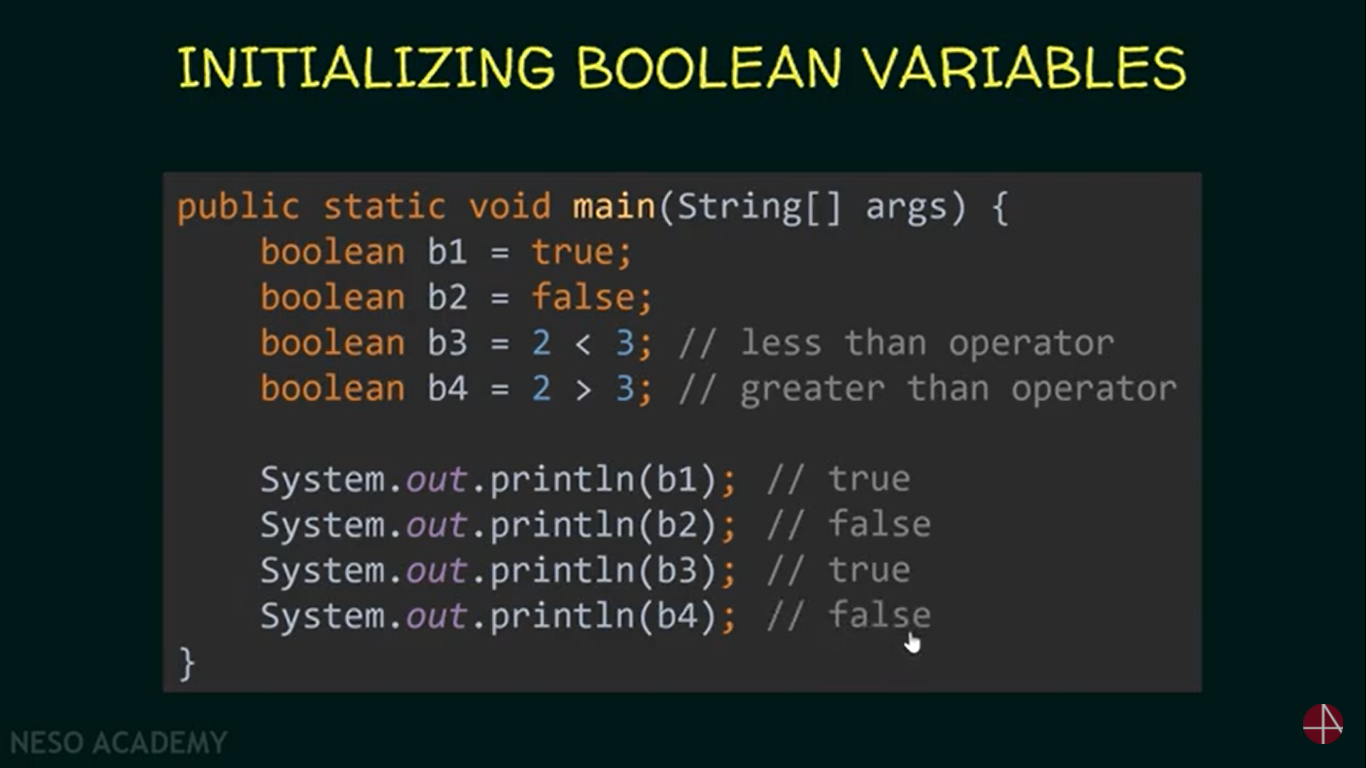 INITIALIZING BOOLEAN VARIABLES
public static void main(String[] args) {
    boolean b1 = true;
    boolean b2 = false;
    boolean b3 = 2 < 3; // less than operator
    boolean b4 = 2 > 3; // greater than operator
    System.out.println(b1); // true
    System.out.println(b2); // false
    System.out.println(b3); // true
    System.out.println(b4); // false
}
NESO ACADEMY